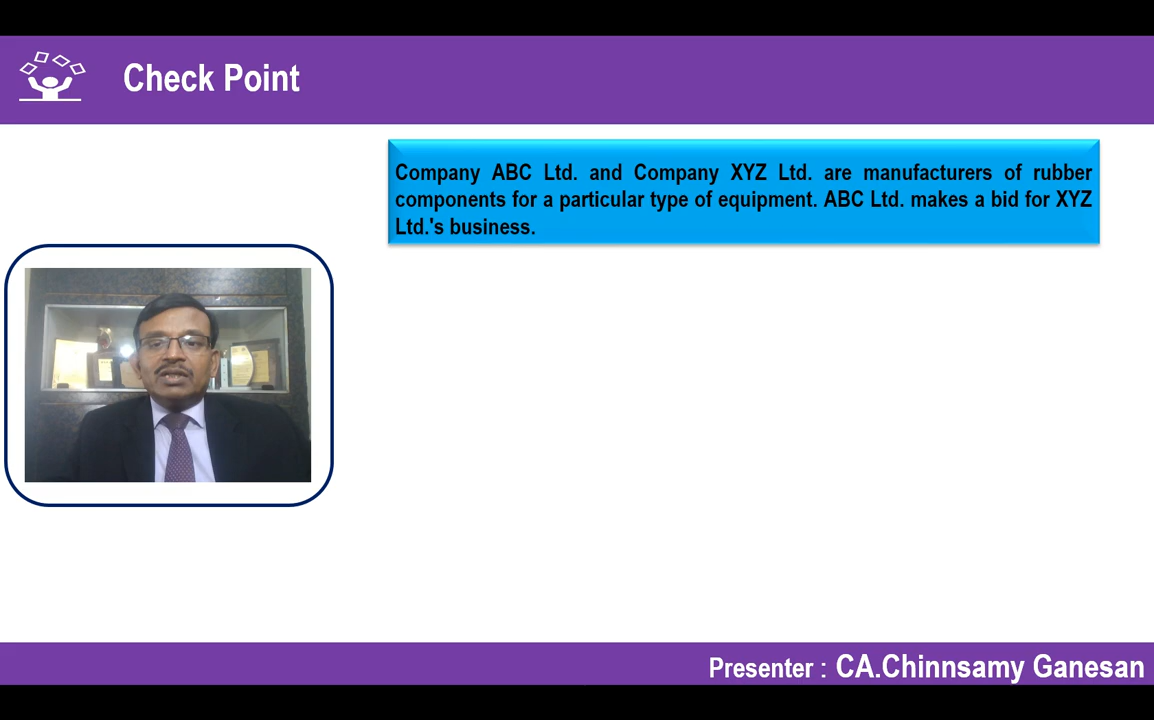 Check Point
Company ABC Ltd. and Company XYZ Ltd. are manufacturers of rubber
components for a particular type of equipment. ABC Ltd. makes a bid for XYZ
Ltd.'s business.
Presenter : CA.Chinnsamy Ganesan